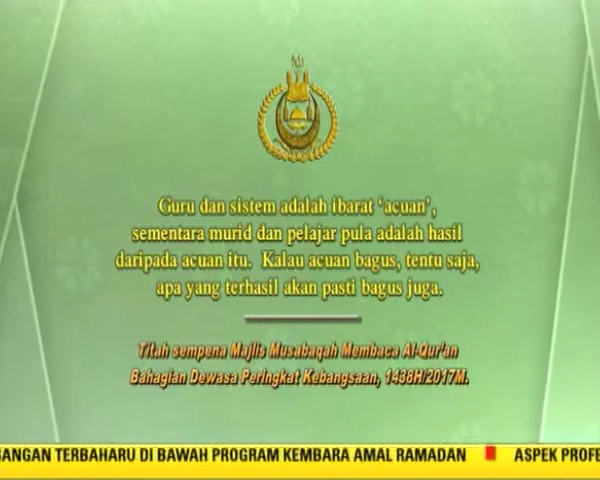 Guru dan sistem adalah ibarat ‘acuan’,
sementara murid dan pelajar pula adalah hasil
daripada acuan itu. Kalau acuan bagus, tentu saja,
apa yang terhasil akan pasti bagus juga.
Titah sempena Majlis Musabaqah Membaca Al-Qur'an
Bahagian Dewasa Peringkat Kebangsaan, 1438H/2017M.
BANGAN TERBAHARU DI BAWAH PROGRAM KEMBARA AMAL RAMADAN ASPEK PROFE